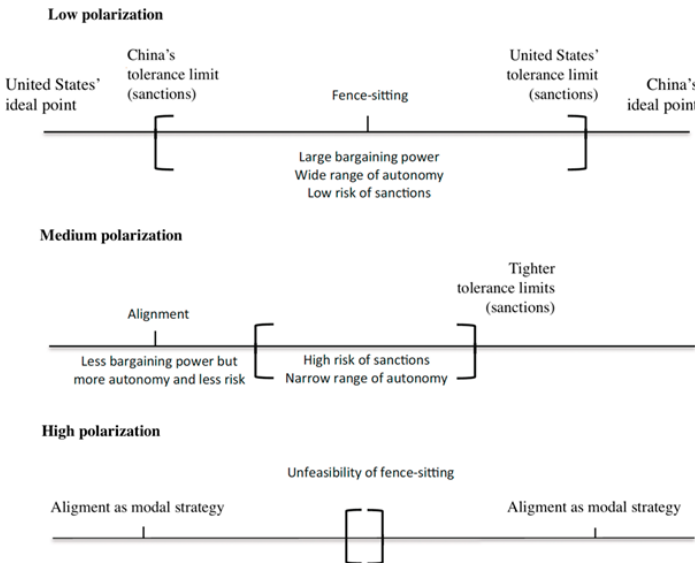 Low polarization
United States'
ideal point
China's
tolerance limit
(sanctions)
Fence-sitting
United States'
tolerance limit
(sanctions)
China's
ideal point
Large bargaining power
Wide range of autonomy
Low risk of sanctions
Medium polarization
Tighter
tolerance limits
(sanctions)
Alignment
Less bargaining power but
more autonomy and less risk
High risk of sanctions
Narrow range of autonomy
High polarization
Unfeasibility of fence-sitting
Aligment as modal strategy
Aligment as modal strategy